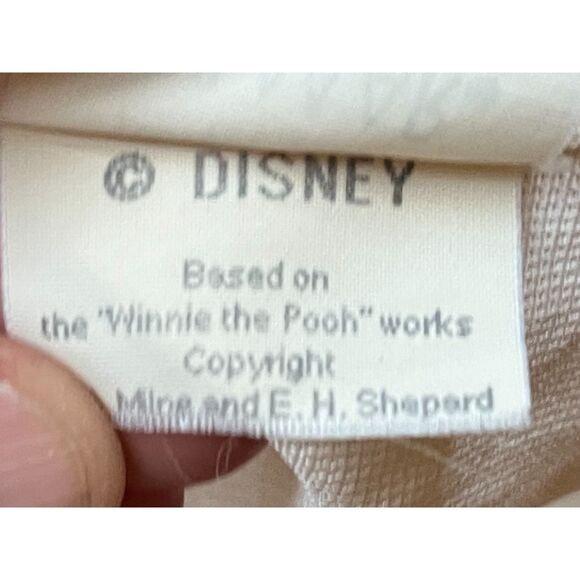 © DISNEY
Based on
the "Winnie the Pooh" works
Copyright
Milne and E. H. Shepard